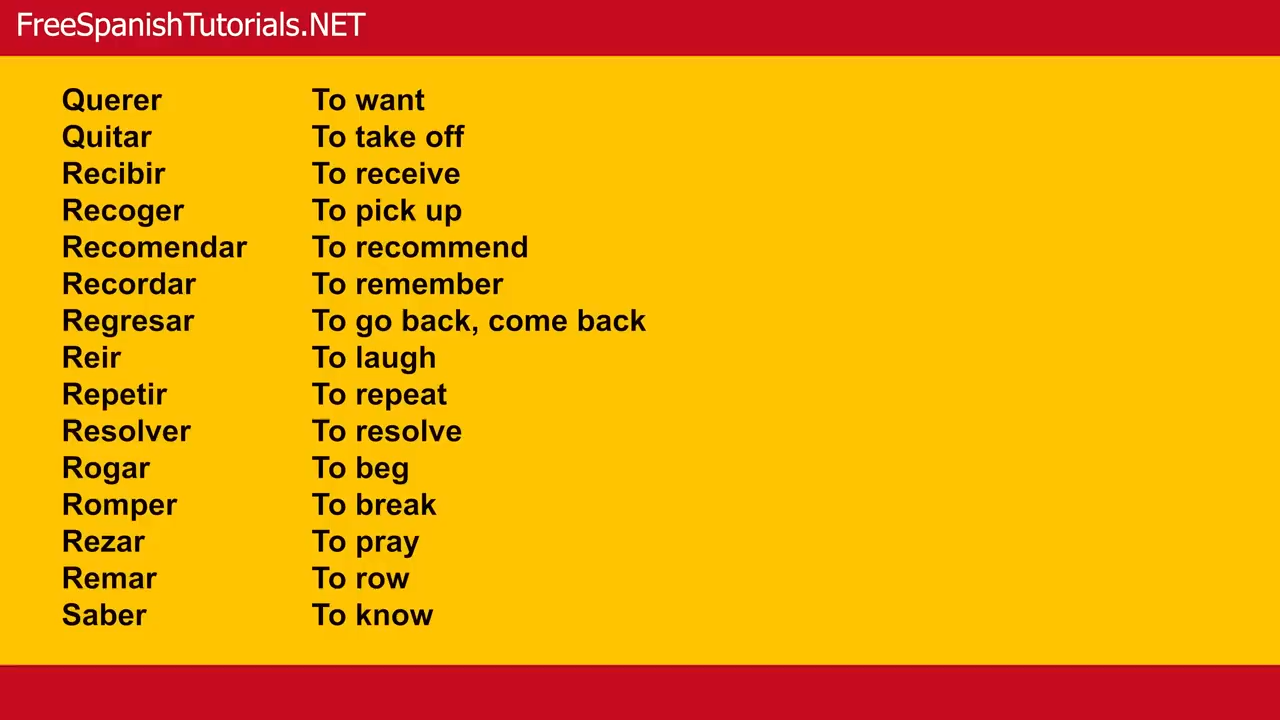 FreeSpanishTutorials.NET
Querer To want
Quitar To take off
Recibir To receive
Recoger To pick up
Recomendar To recommend
Recordar To remember
Regresar To go back, come back
Reir To laugh
Repetir To repeat
Resolver To resolve
Rogar To beg
Romper To break
Rezar To pray
Remar To row
Saber To know